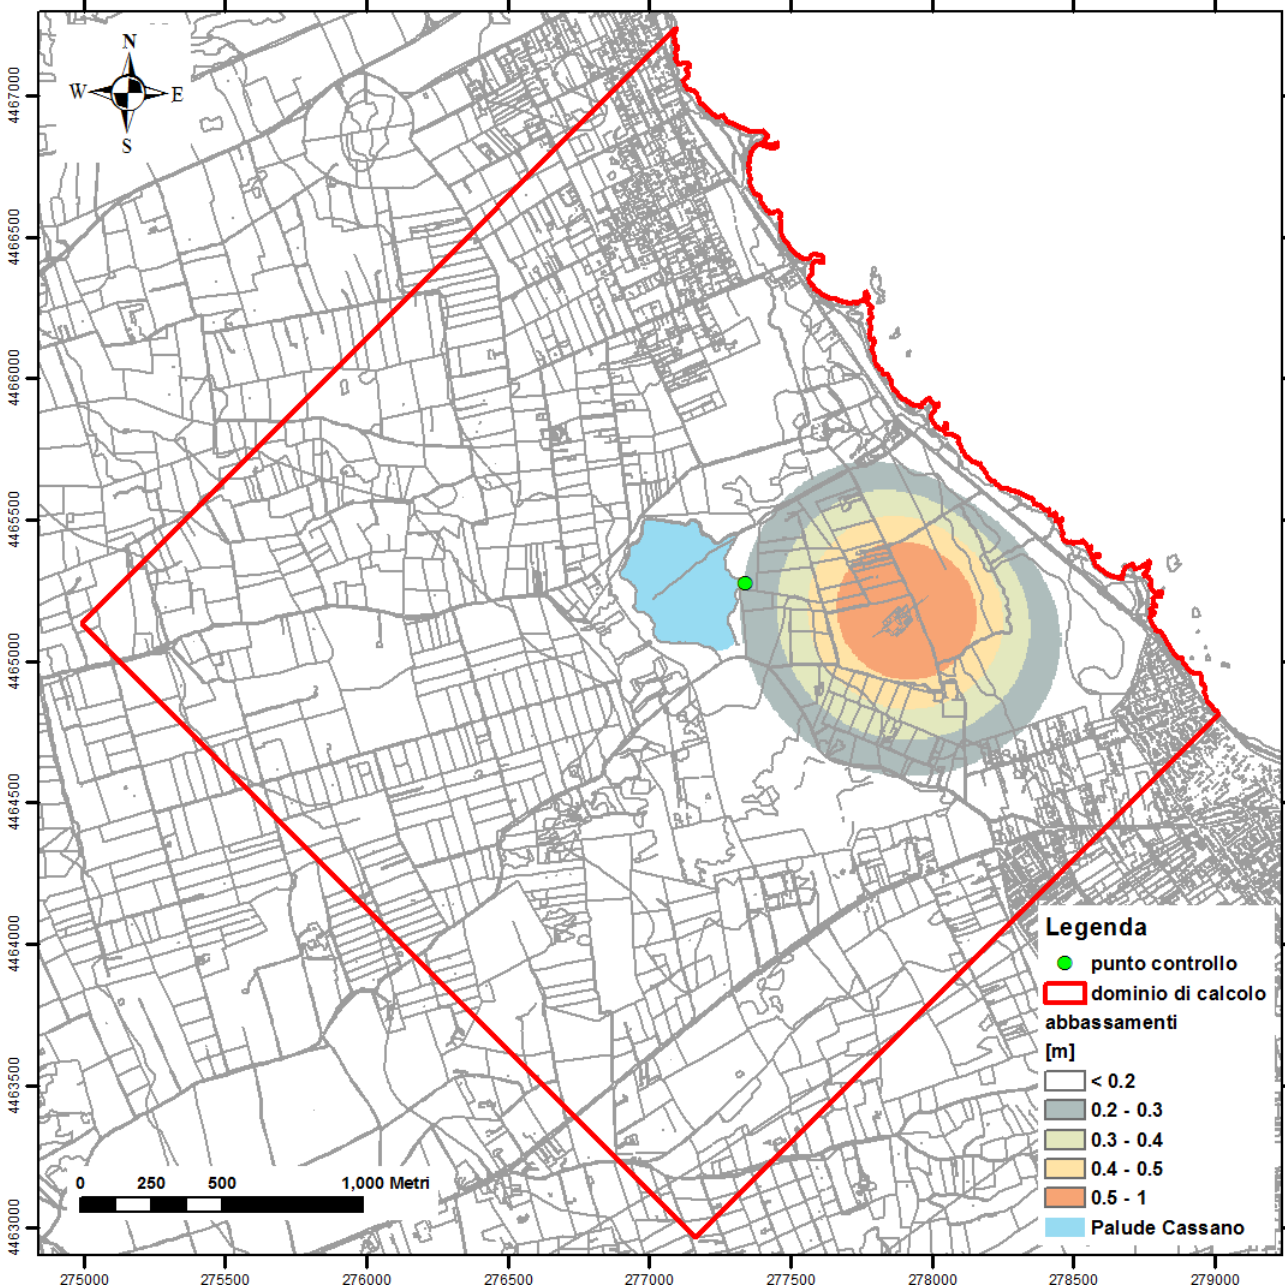 N
W E
S
4467000
4466500
4466000
4465500
4465000
4464500
4464000
4463500
4463000
Legenda
punto controllo
dominio di calcolo
abbassamenti
[m]
< 0.2
0.2 - 0.3
0.3 - 0.4
0.4 - 0.5
0.5 - 1
Palude Cassano
0 250 500 1,000 Metri
275000 275500 276000 276500 277000 277500 278000 278500 279000